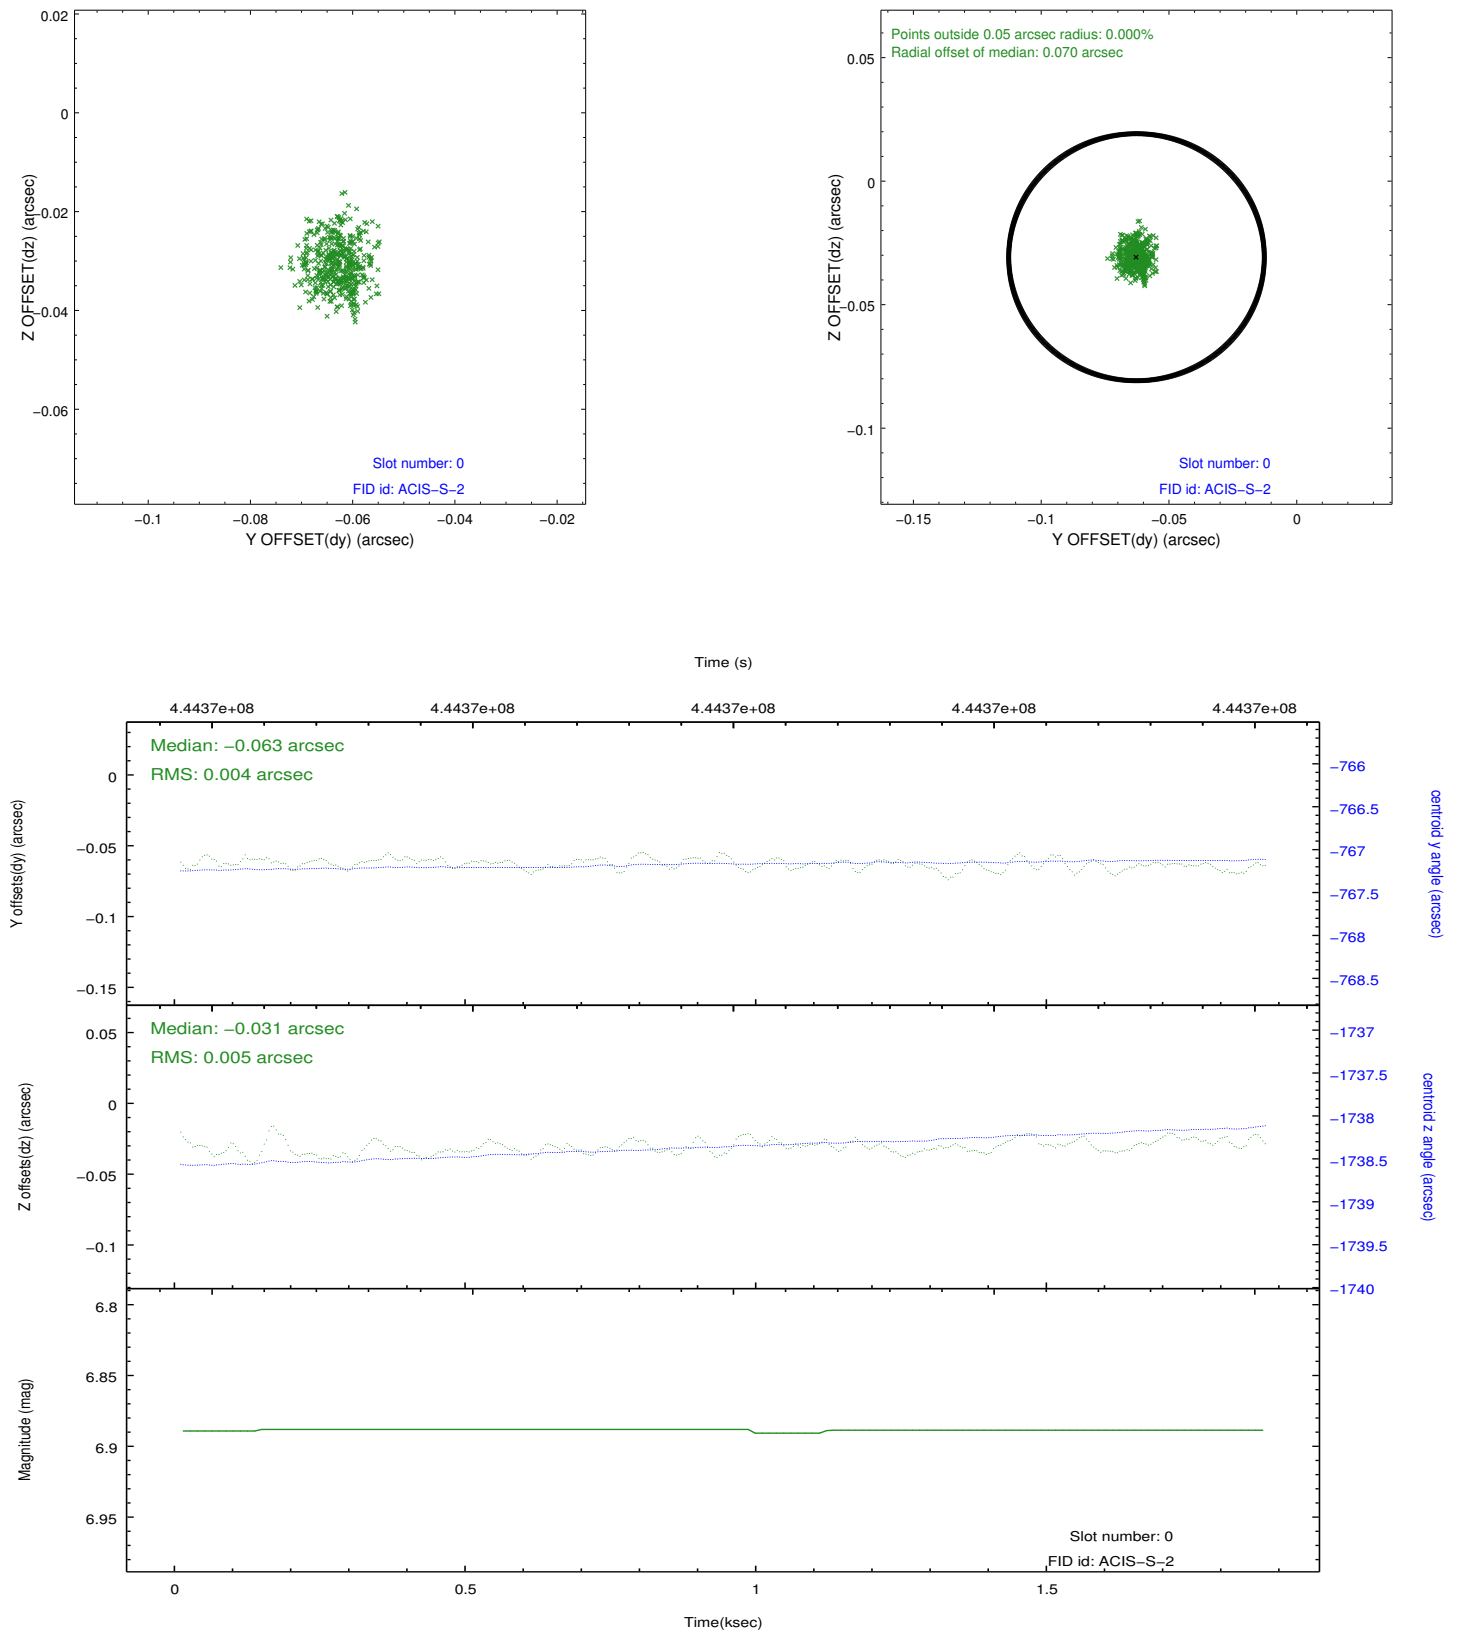 0.02
0
−0.02
−0.04
−0.06
Z OFFSET(dz) (arcsec)
Slot number: 0
FID id: ACIS−S−2
−0.1
−0.08
−0.06
−0.04
−0.02
Y OFFSET(dy) (arcsec)
Points outside 0.05 arcsec radius: 0.000%
Radial offset of median: 0.070 arcsec
0.05
0
−0.05
−0.1
Z OFFSET(dz) (arcsec)
Slot number: 0
FID id: ACIS−S−2
−0.15
−0.1
−0.05
0
Y OFFSET(dy) (arcsec)
Time (s)
4.4437e+08
4.4437e+08
4.4437e+08
4.4437e+08
4.4437e+08
Median: −0.063 arcsec
RMS: 0.004 arcsec
0
−0.05
−0.1
−0.15
Y offsets(dy) (arcsec)
−766
−766.5
−767
−767.5
−768
−768.5
centroid y angle (arcsec)
Median: −0.031 arcsec
RMS: 0.005 arcsec
0.05
0
−0.05
−0.1
Z offsets(dz) (arcsec)
−1737
−1737.5
−1738
−1738.5
−1739
−1739.5
−1740
centroid z angle (arcsec)
6.8
6.85
6.9
6.95
Magnitude (mag)
Slot number: 0
FID id: ACIS−S−2
0
0.5
1
1.5
Time(ksec)